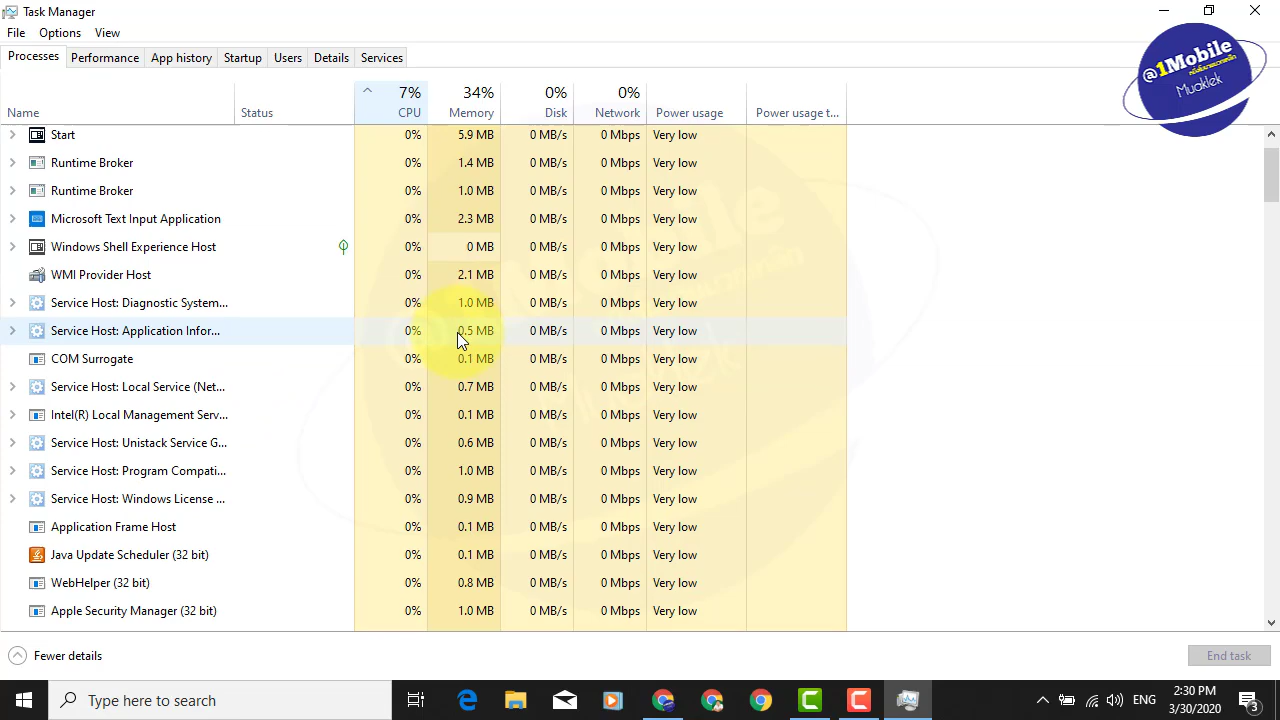 Task Manager
File Options View
Processes Performance App history Startup Users Details Services
@1Mobile
Muaklek
7% 34% 0% 0%
Name Status CPU Memory Disk Network Power usage Power usage t...
Start 0% 5.9 MB 0 MB/s 0 Mbps Very low
Runtime Broker 0% 1.4 MB 0 MB/s 0 Mbps Very low
Runtime Broker 0% 1.0 MB 0 MB/s 0 Mbps Very low
Microsoft Text Input Application 0% 2.3 MB 0 MB/s 0 Mbps Very low
Windows Shell Experience Host 0% 0 MB 0 MB/s 0 Mbps Very low
WMI Provider Host 0% 2.1 MB 0 MB/s 0 Mbps Very low
Service Host: Diagnostic System... 0% 1.0 MB 0 MB/s 0 Mbps Very low
Service Host: Application Infor... 0% 0.5 MB 0 MB/s 0 Mbps Very low
COM Surrogate 0% 0.1 MB 0 MB/s 0 Mbps Very low
Service Host: Local Service (Net... 0% 0.7 MB 0 MB/s 0 Mbps Very low
Intel(R) Local Management Serv... 0% 0.1 MB 0 MB/s 0 Mbps Very low
Service Host: Unistack Service G... 0% 0.6 MB 0 MB/s 0 Mbps Very low
Service Host: Program Compati... 0% 1.0 MB 0 MB/s 0 Mbps Very low
Service Host: Windows License ... 0% 0.9 MB 0 MB/s 0 Mbps Very low
Application Frame Host 0% 0.1 MB 0 MB/s 0 Mbps Very low
Java Update Scheduler (32 bit) 0% 0.1 MB 0 MB/s 0 Mbps Very low
WebHelper (32 bit) 0% 0.8 MB 0 MB/s 0 Mbps Very low
Apple Security Manager (32 bit) 0% 1.0 MB 0 MB/s 0 Mbps Very low
Fewer details End task
Type here to search ENG 2:30 PM
3/30/2020 3